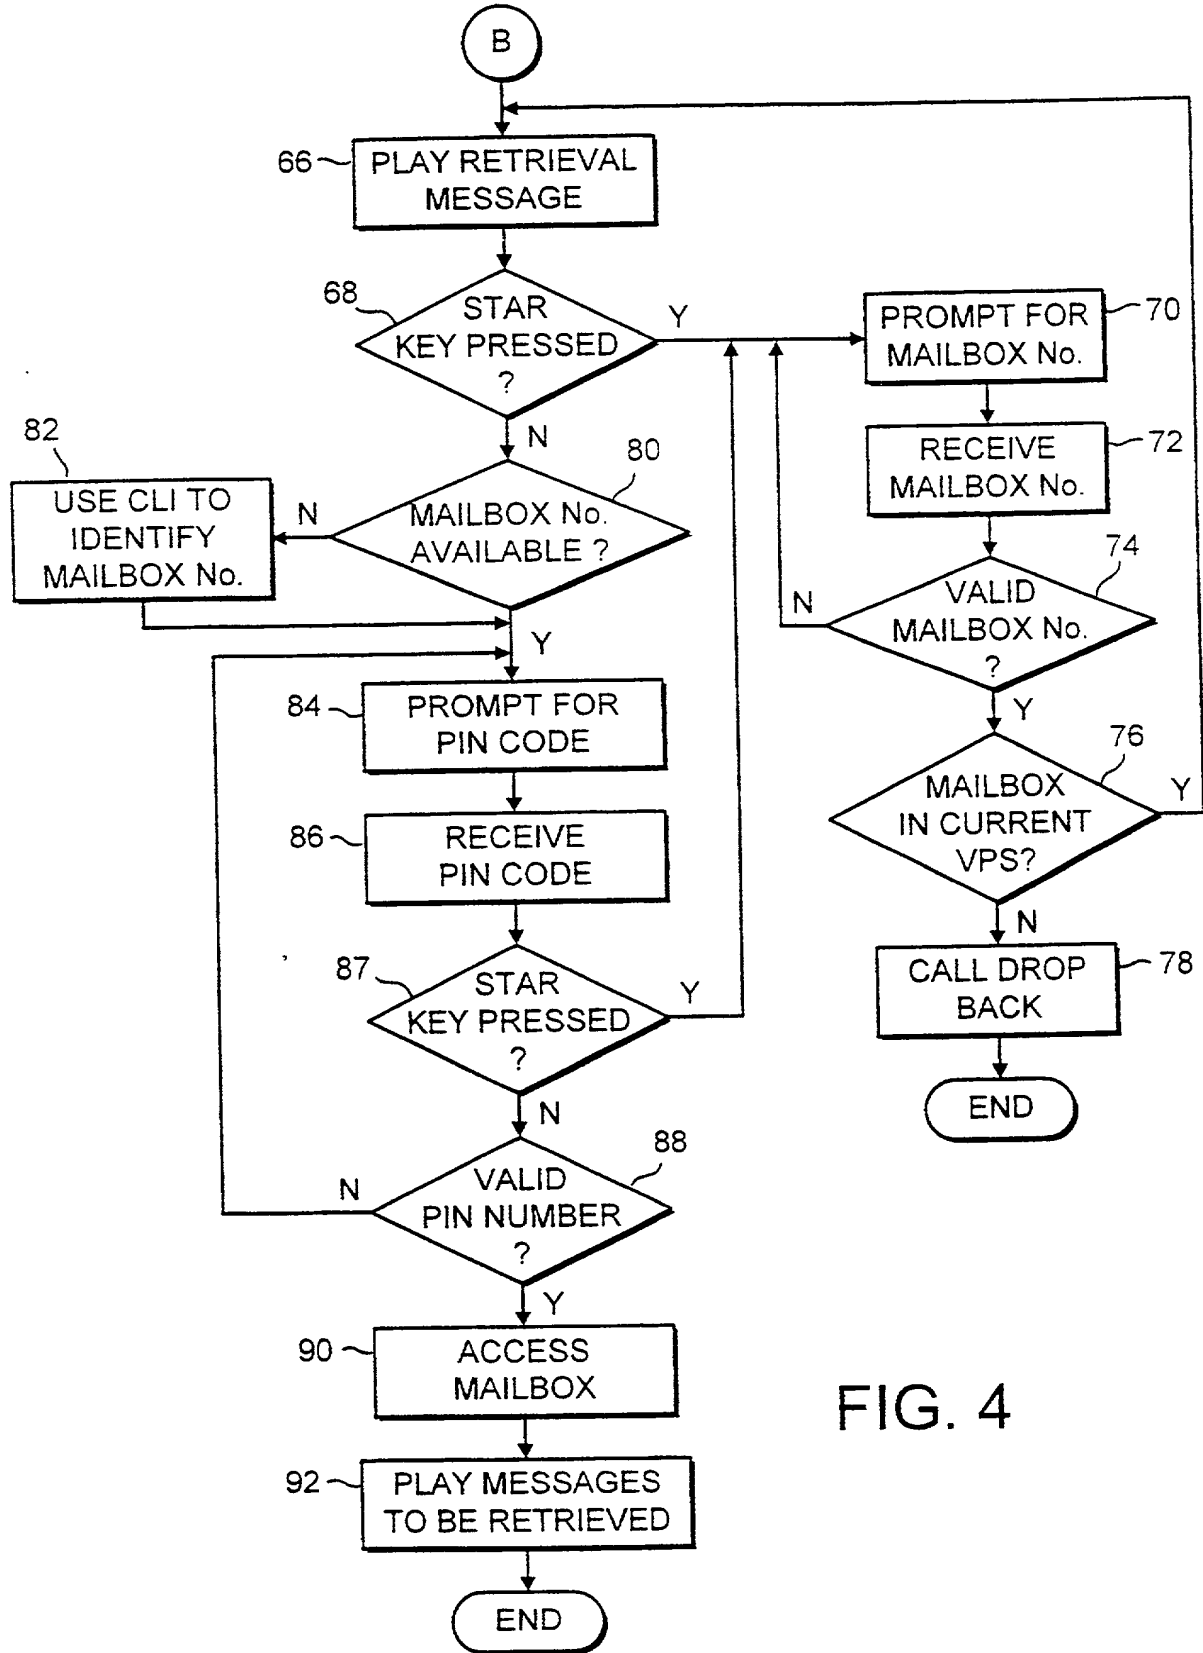 B
66
PLAY RETRIEVAL
MESSAGE
68
STAR
KEY PRESSED
?
Y
N
70
PROMPT FOR
MAILBOX No.
72
RECEIVE
MAILBOX No.
74
VALID
MAILBOX No.
?
N
Y
76
MAILBOX
IN CURRENT
VPS?
Y
N
78
CALL DROP
BACK
END
80
MAILBOX No.
AVAILABLE ?
N
Y
82
USE CLI TO
IDENTIFY
MAILBOX No.
84
PROMPT FOR
PIN CODE
86
RECEIVE
PIN CODE
87
STAR
KEY PRESSED
?
Y
N
88
VALID
PIN NUMBER
?
N
Y
90
ACCESS
MAILBOX
92
PLAY MESSAGES
TO BE RETRIEVED
END
FIG. 4